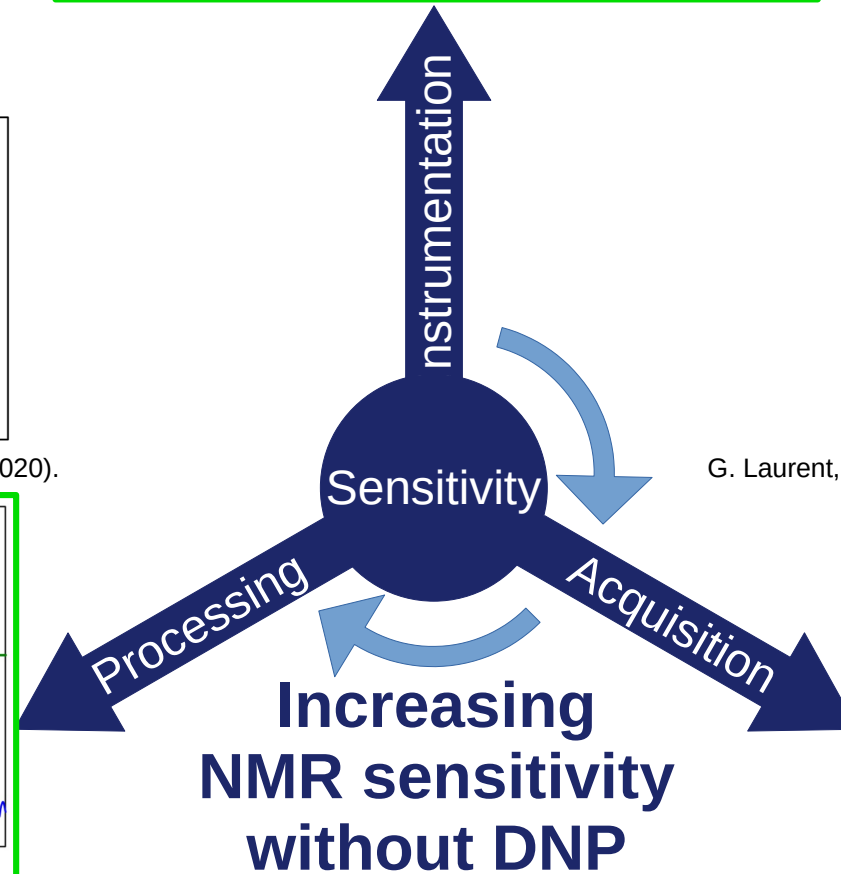 nstrumentation
020).
G. Laurent,
Sensitivity
Processing
Acquisition
Increasing
NMR sensitivity
without DNP